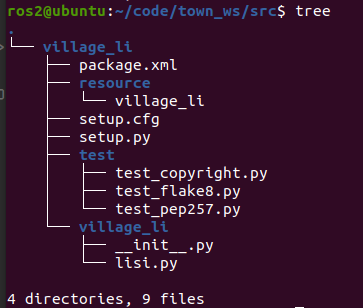 ros2@ubuntu:~/code/town_ws/src$ tree
.
└── village_li
    ├── package.xml
    ├── resource
    │   └── village_li
    ├── setup.cfg
    ├── setup.py
    ├── test
    │   ├── test_copyright.py
    │   ├── test_flake8.py
    │   └── test_pep257.py
    └── village_li
        ├── __init__.py
        └── lisi.py
4 directories, 9 files